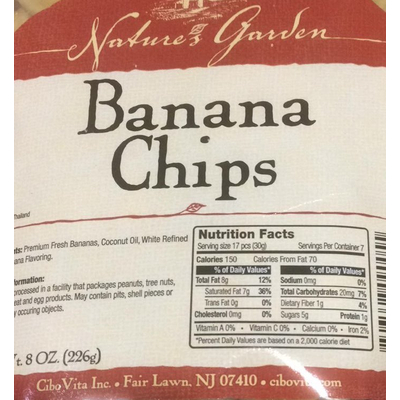 Nature's Garden
Banana
Chips
Thailand
Premium Fresh Bananas, Coconut Oil, White Refined
Flavoring.
processed in a facility that packages peanuts, tree nuts,
and egg products. May contain pits, shell pieces or
occuring objects.
Nutrition Facts
Serving size 17 pcs (30g) Servings Per Container 7
Calories 150 Calories From Fat 70
% of Daily Values* % of Daily Values*
Total Fat 8g 12% Sodium 0mg 0%
Saturated Fat 7g 36% Total Carbohydrates 20mg 7%
Trans Fat 0g 0% Dietary Fiber 1g 4%
Cholesterol 0mg 0% Sugars 5g Protein 1g
Vitamin A 0% • Vitamin C 0% • Calcium 0% • Iron 2%
*Percent Daily Values are based on a 2,000 calorie diet
t. 8 OZ. (226g)
Cibo Vita Inc. • Fair Lawn, NJ 07410 • cibovita.com